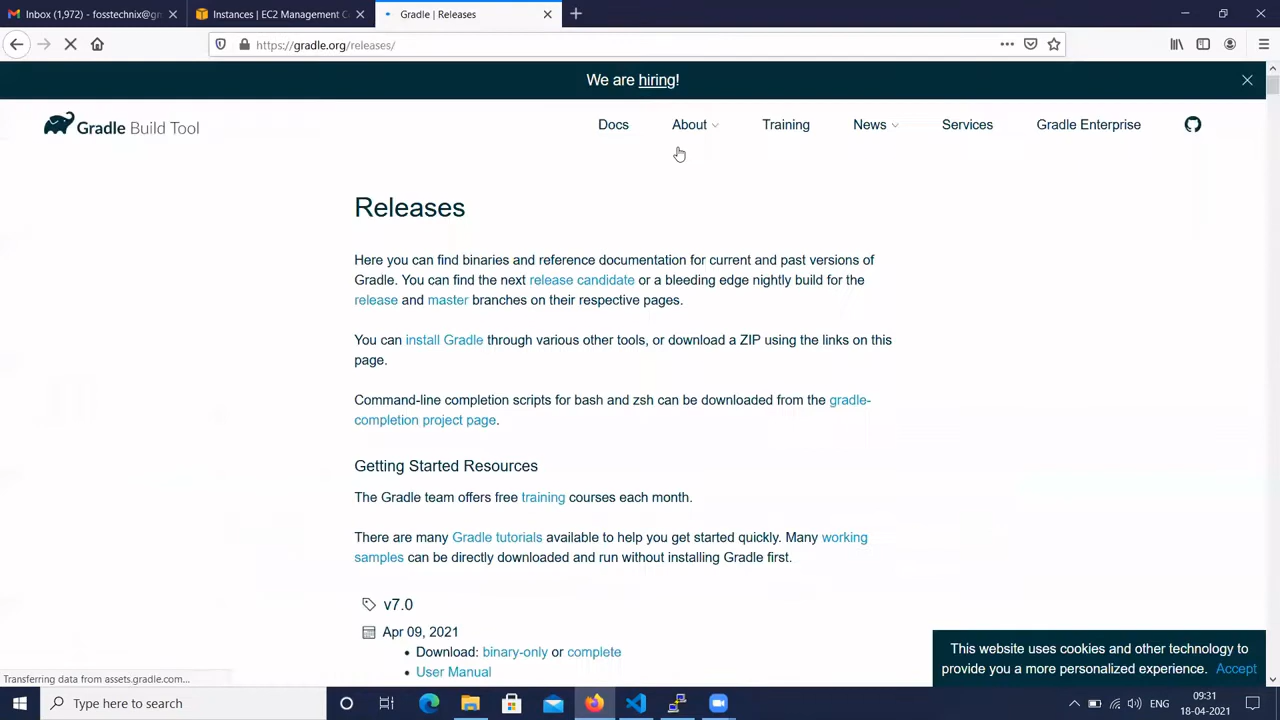 Inbox (1,972) - fosstechnix@gm
Instances | EC2 Management C
Gradle | Releases
https://gradle.org/releases/
We are hiring!
Gradle Build Tool
Docs
About
Training
News
Services
Gradle Enterprise
Releases
Here you can find binaries and reference documentation for current and past versions of
Gradle. You can find the next release candidate or a bleeding edge nightly build for the
release and master branches on their respective pages.
You can install Gradle through various other tools, or download a ZIP using the links on this
page.
Command-line completion scripts for bash and zsh can be downloaded from the gradle-
completion project page.
Getting Started Resources
The Gradle team offers free training courses each month.
There are many Gradle tutorials available to help you get started quickly. Many working
samples can be directly downloaded and run without installing Gradle first.
v7.0
Apr 09, 2021
• Download: binary-only or complete
• User Manual
This website uses cookies and other technology to
provide you a more personalized experience. Accept
Transferring data from assets.gradle.com...
Type here to search
ENG
09:31
18-04-2021